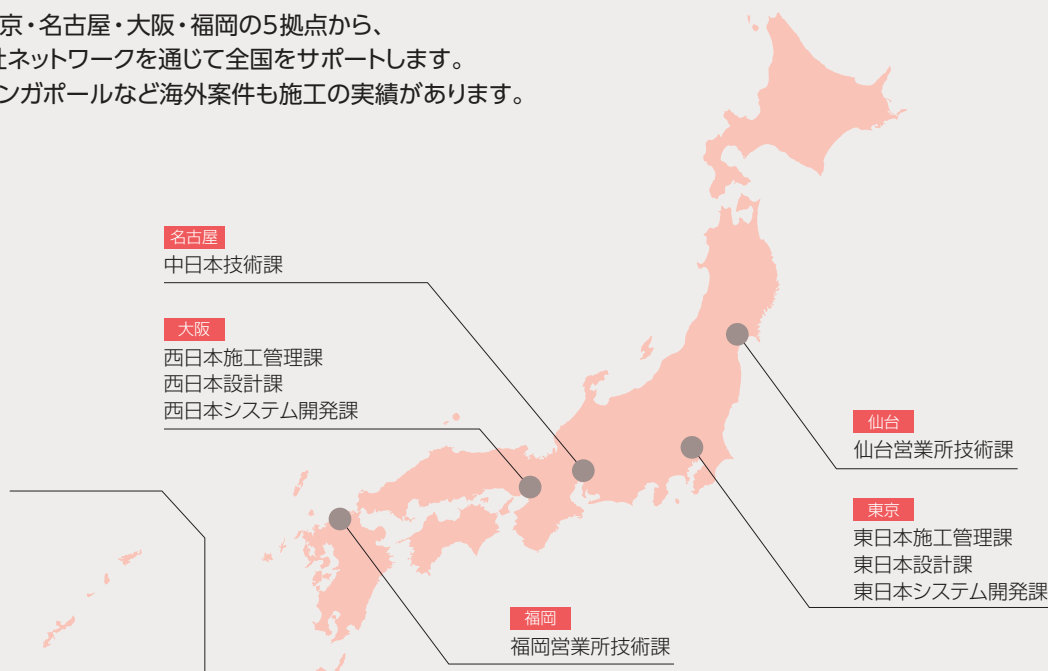 京・名古屋・大阪・福岡の5拠点から、
社ネットワークを通じて全国をサポートします。
ンガポールなど海外案件も施工の実績があります。
名古屋
中日本技術課
大阪
西日本施工管理課
西日本設計課
西日本システム開発課
仙台
仙台営業所技術課
東京
東日本施工管理課
東日本設計課
東日本システム開発課
福岡
福岡営業所技術課